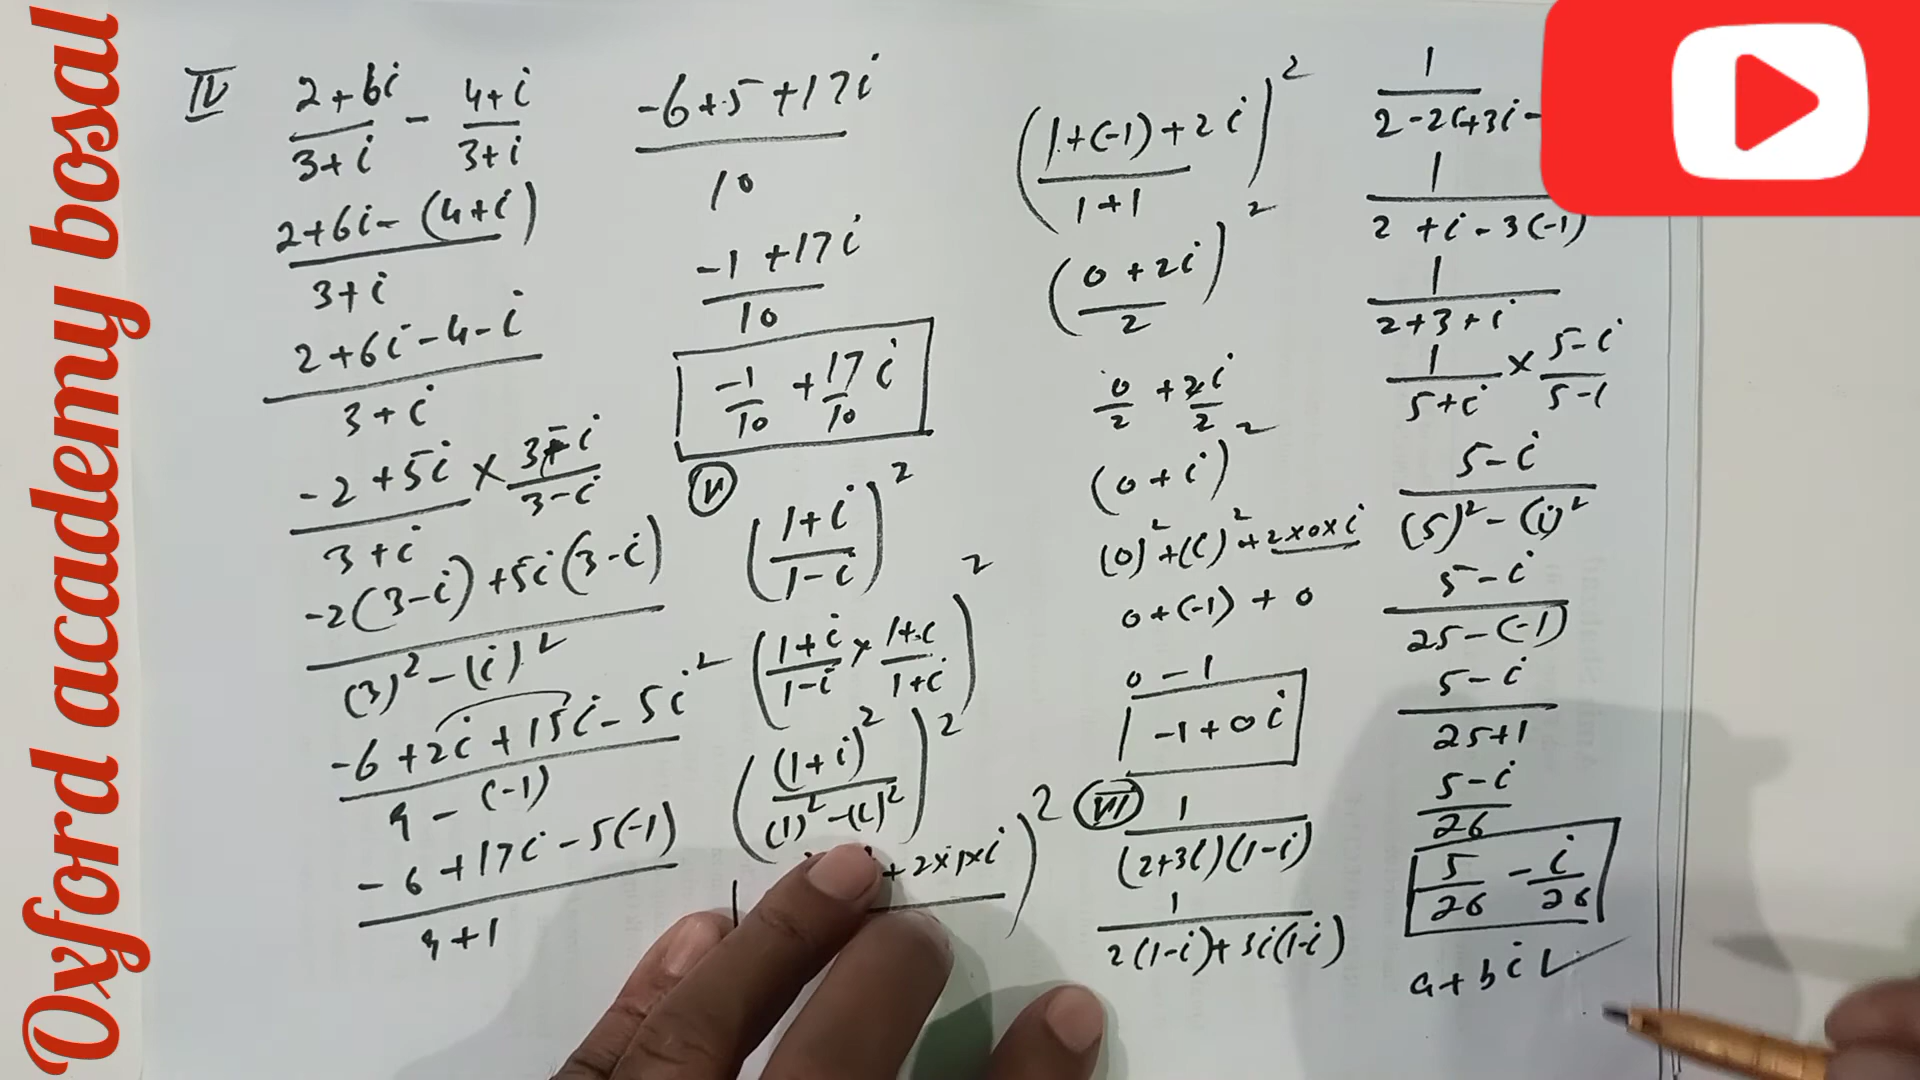 Oxford academy bosal
IV
2+6i/3+i - 4+i/3+i
2+6i-(4+i)/3+i
2+6i-4-i/3+i
-2+5i/3+i × 3-i/3-i
-2(3-i)+5i(3-i)/(3)²-(i)²
-6+2i+15i-5i²/9-(-1)
-6+17i-5(-1)/9+1
-6+5+17i/10
-1+17i/10
-1/10 + 17/10 i
V
(1+i/1-i)²
(1+i/1-i × 1+i/1+i)²
((1+i)²/(1)²-(i)²)²
+2×1×i)²
(1+(-1)+2i/1+1)²
(0+2i/2)²
0/2 + 2i/2
(0+i)²
(0)²+(i)²+2×0×i
0+(-1)+0
0-1
-1+0i
VI
1/(2+3i)(1-i)
1/2(1-i)+3i(1-i)
1/2-2i+3i-
1/2+i-3(-1)
1/2+3+i
1/5+i × 5-i/5-i
5-i/(5)²-(i)²
5-i/25-(-1)
5-i/25+1
5-i/26
5/26 - i/26
a+bi ✓